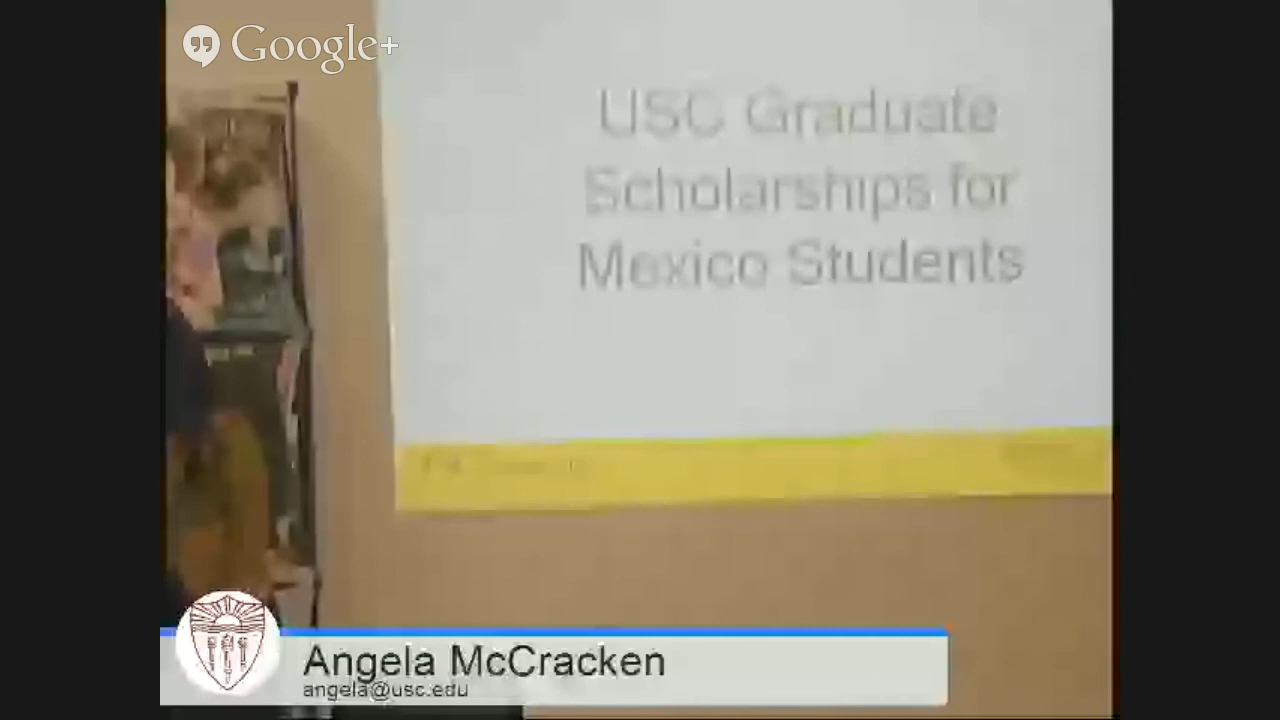 Google+
USC Graduate
Scholarships for
Mexico Students
Angela McCracken
angela@usc.edu